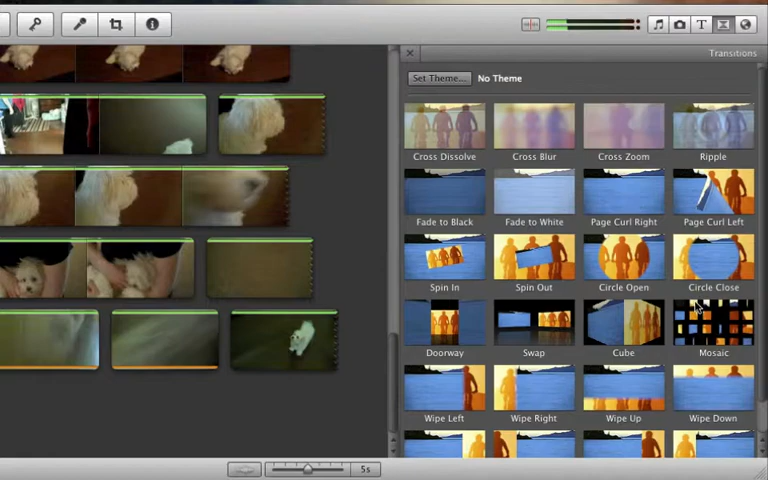 Transitions
Set Theme... No Theme
Cross Dissolve Cross Blur Cross Zoom Ripple
Fade to Black Fade to White Page Curl Right Page Curl Left
Spin In Spin Out Circle Open Circle Close
Doorway Swap Cube Mosaic
Wipe Left Wipe Right Wipe Up Wipe Down
5s